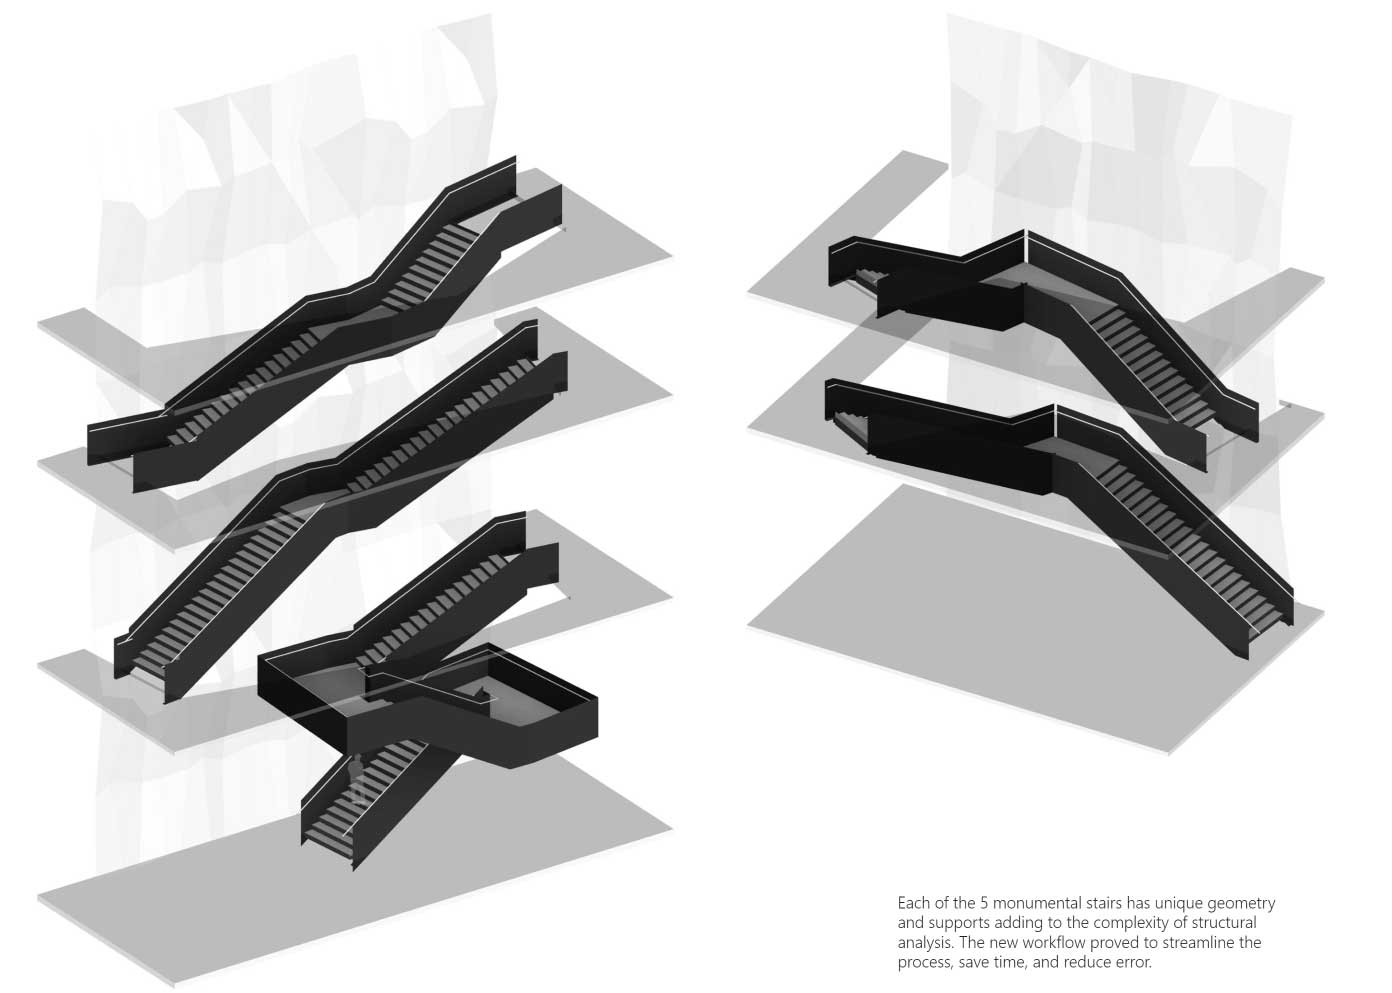 Each of the 5 monumental stairs has unique geometry
and supports adding to the complexity of structural
analysis. The new workflow proved to streamline the
process, save time, and reduce error.